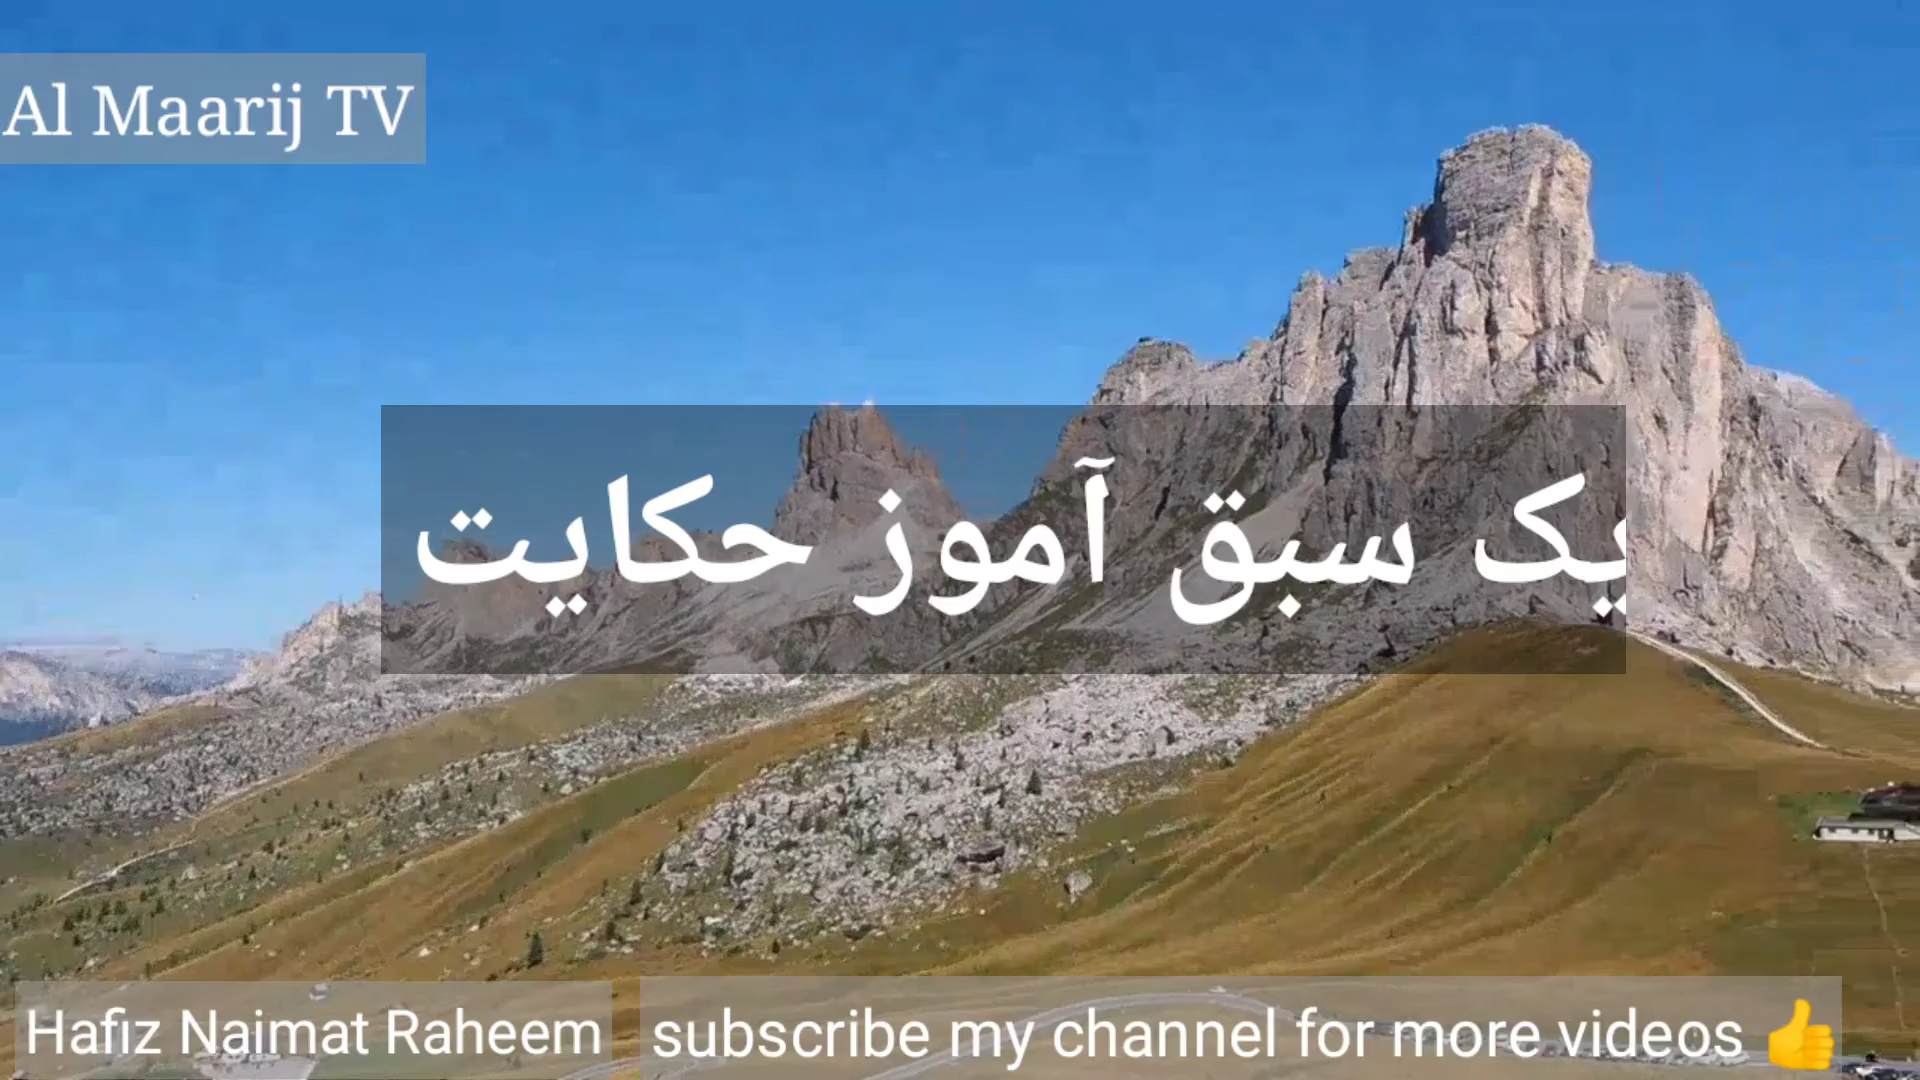 Al Maarij TV
یک سبق آموز حکایت
Hafiz Naimat Raheem
subscribe my channel for more videos 👍